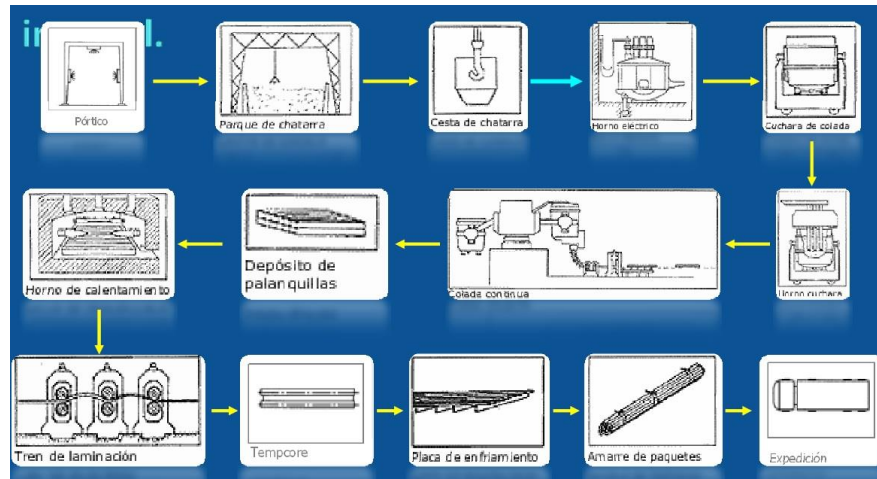 Pórtico
Parque de chatarra
Cesta de chatarra
Horno eléctrico
Cuchara de colada
Horno de calentamiento
Depósito de
palanquillas
Colada continua
Horno cuchara
Tren de laminación
Tempcore
Placa de enfriamiento
Amarre de paquetes
Expedición